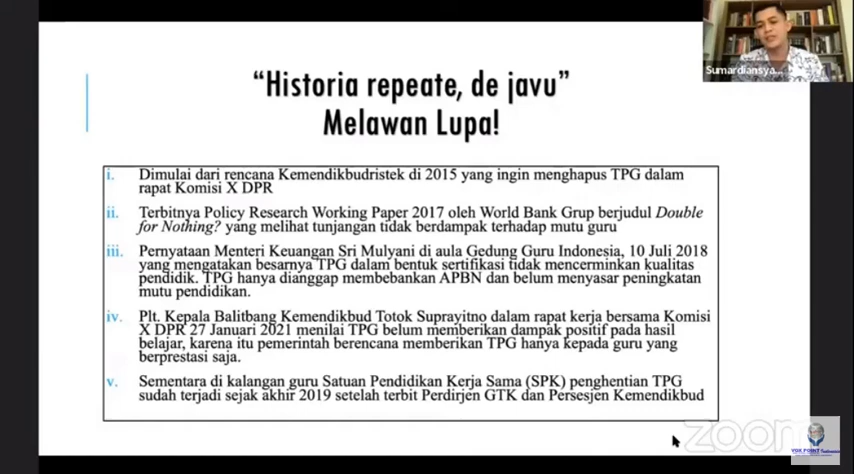 Sumardiansya...
“Historia repeate, de javu”
Melawan Lupa!
i. Dimulai dari rencana Kemendikbudristek di 2015 yang ingin menghapus TPG dalam
rapat Komisi X DPR
ii. Terbitnya Policy Research Working Paper 2017 oleh World Bank Grup berjudul Double
for Nothing? yang melihat tunjangan tidak berdampak terhadap mutu guru
iii. Pernyataan Menteri Keuangan Sri Mulyani di aula Gedung Guru Indonesia, 10 Juli 2018
yang mengatakan besarnya TPG dalam bentuk sertifikasi tidak mencerminkan kualitas
pendidik. TPG hanya dianggap membebankan APBN dan belum menyasar peningkatan
mutu pendidikan.
iv. Plt. Kepala Balitbang Kemendikbud Totok Suprayitno dalam rapat kerja bersama Komisi
X DPR 27 Januari 2021 menilai TPG belum memberikan dampak positif pada hasil
belajar, karena itu pemerintah berencana memberikan TPG hanya kepada guru yang
berprestasi saja.
v. Sementara di kalangan guru Satuan Pendidikan Kerja Sama (SPK) penghentian TPG
sudah terjadi sejak akhir 2019 setelah terbit Perdirjen GTK dan Persesjen Kemendikbud
zoom